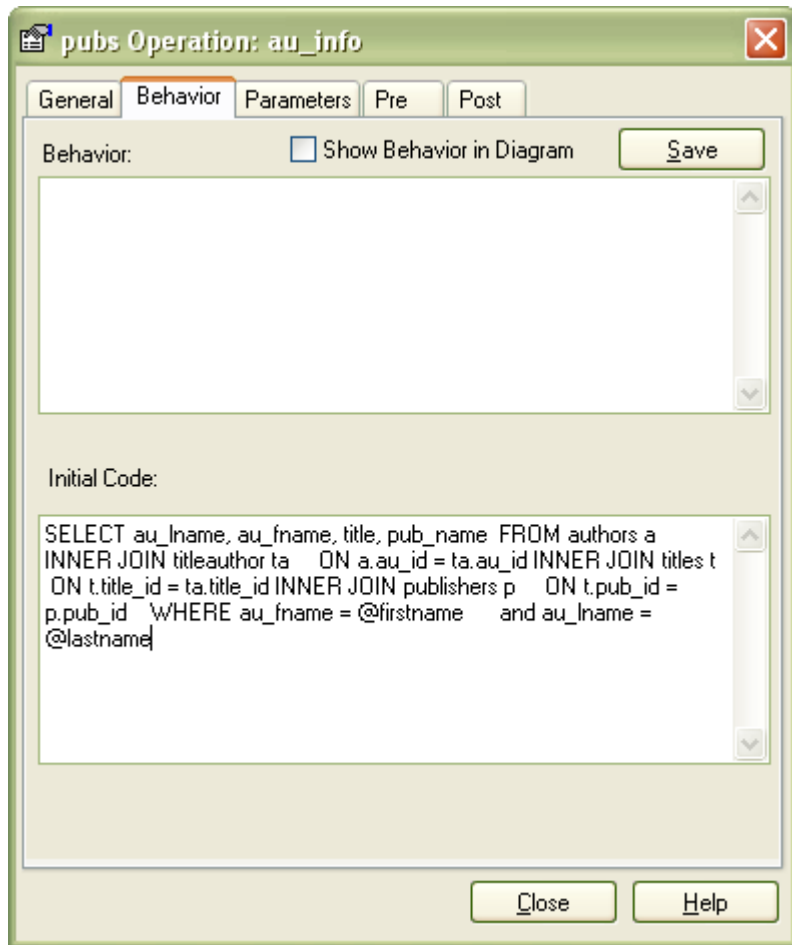 pubs Operation: au_info
General Behavior Parameters Pre Post
Behavior: Show Behavior in Diagram Save
Initial Code:
SELECT au_lname, au_fname, title, pub_name FROM authors a
INNER JOIN titleauthor ta ON a.au_id = ta.au_id INNER JOIN titles t
ON t.title_id = ta.title_id INNER JOIN publishers p ON t.pub_id =
p.pub_id WHERE au_fname = @firstname and au_lname =
@lastname
Close Help